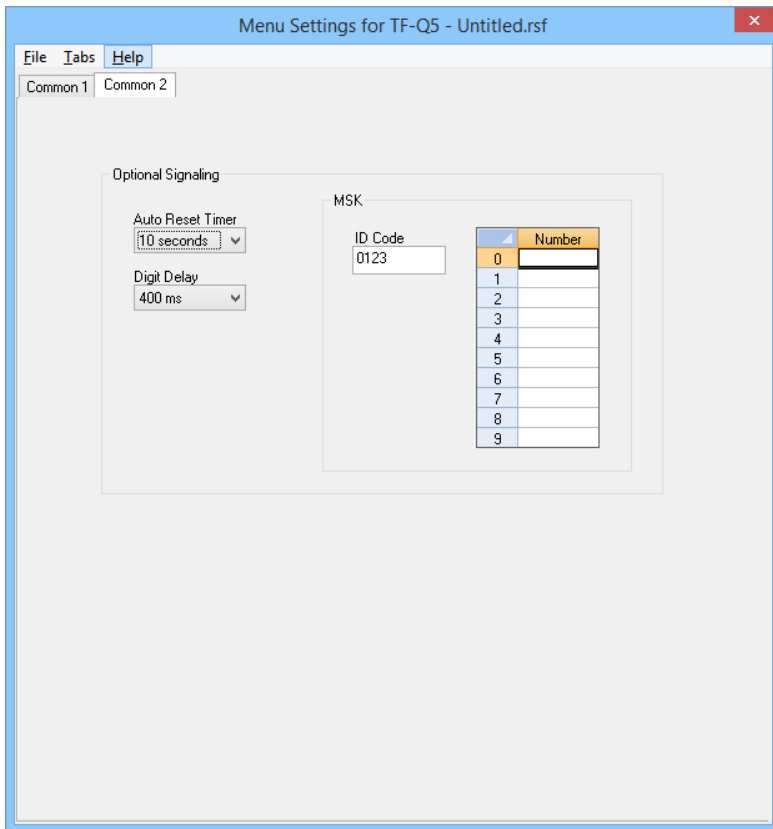 Menu Settings for TF-Q5 - Untitled.rsf
File Tabs Help
Common 1 Common 2
Optional Signaling
Auto Reset Timer
10 seconds
Digit Delay
400 ms
MSK
ID Code
0123
Number
0
1
2
3
4
5
6
7
8
9